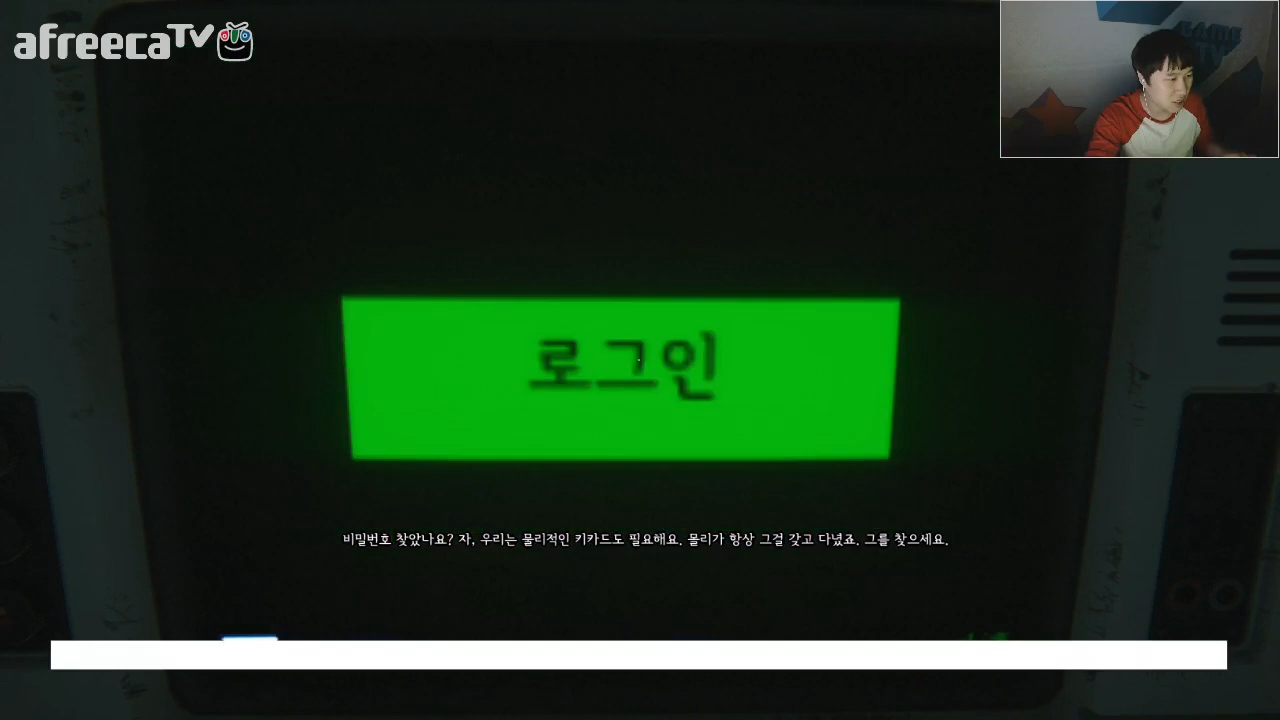 afreecaTV
로그인
비밀번호 찾았나요? 자, 우리는 물리적인 키카드도 필요해요. 몰리가 항상 그걸 갖고 다녔죠. 그를 찾으세요.